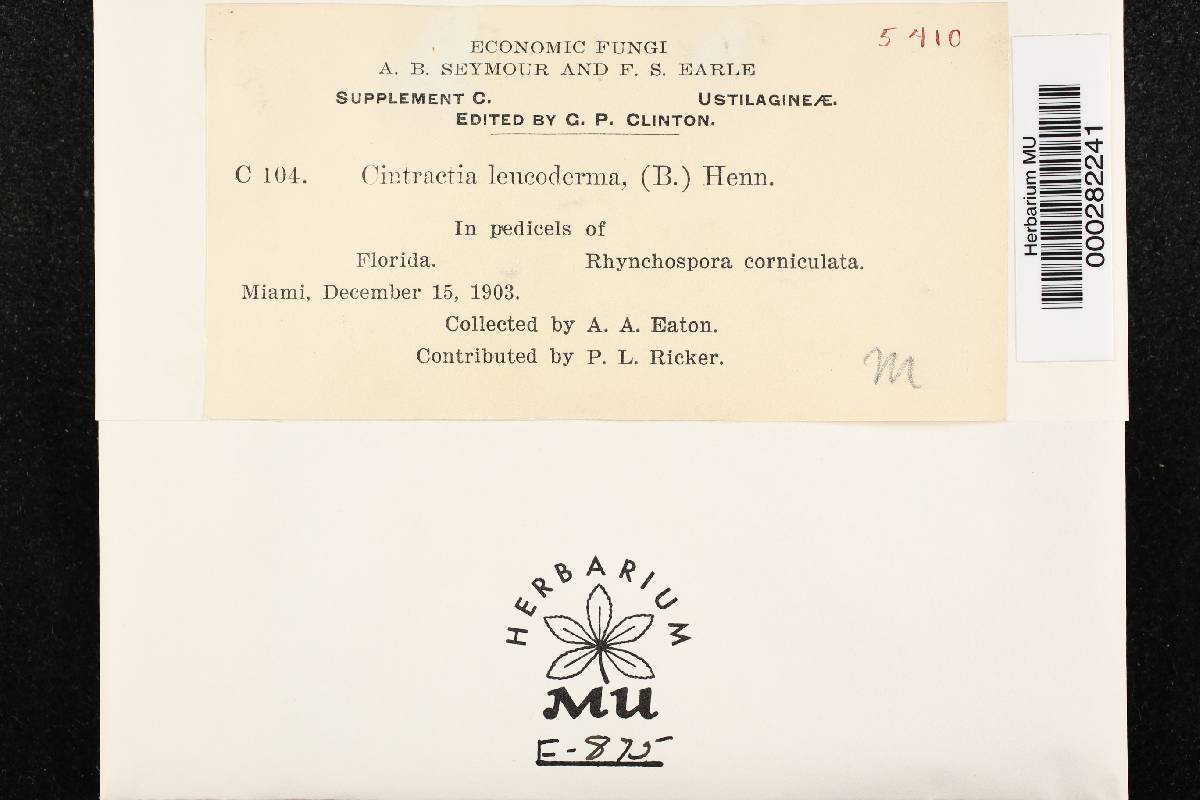 5410
ECONOMIC FUNGI
A. B. SEYMOUR AND F. S. EARLE
SUPPLEMENT C. USTILAGINEÆ.
EDITED BY G. P. CLINTON.
C 104. Cintractia leucoderma, (B.) Henn.
In pedicels of
Florida. Rhynchospora corniculata.
Miami, December 15, 1903.
Collected by A. A. Eaton.
Contributed by P. L. Ricker.
M
Herbarium MU
000282241
HERBARIUM
MU
E-875